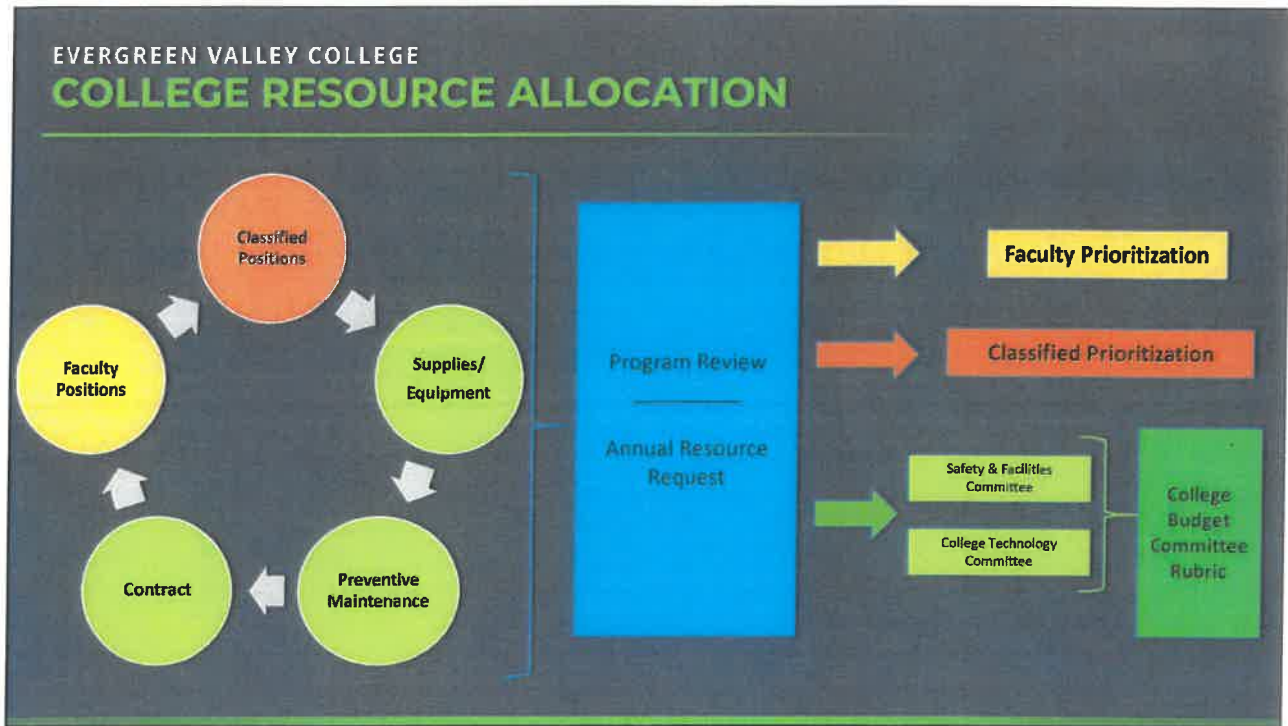 EVERGREEN VALLEY COLLEGE
COLLEGE RESOURCE ALLOCATION
Classified
Positions
Faculty
Positions
Supplies/
Equipment
Contract
Preventive
Maintenance
Program Review
Annual Resource
Request
Faculty Prioritization
Classified Prioritization
Safety & Facilities
Committee
College Technology
Committee
College
Budget
Committee
Rubric